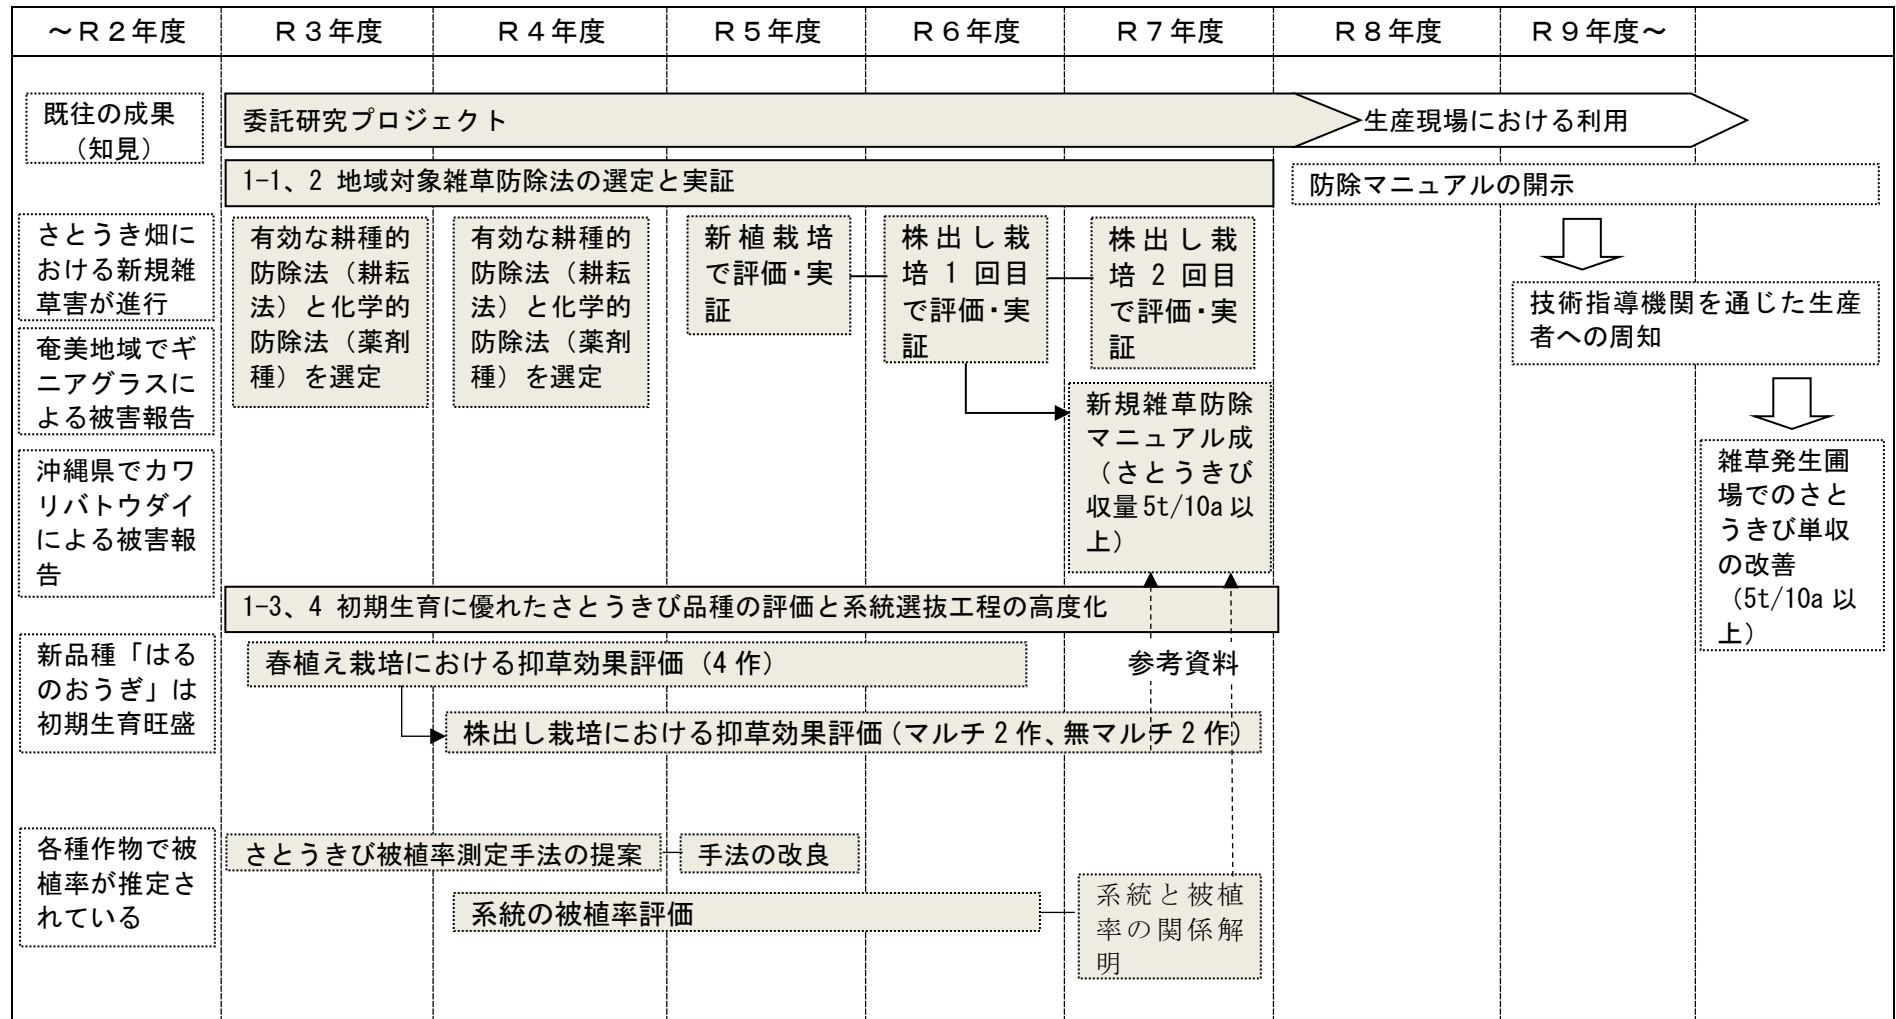 ～Ｒ２年度
Ｒ３年度
Ｒ４年度
Ｒ５年度
Ｒ６年度
Ｒ７年度
Ｒ８年度
Ｒ９年度～
既往の成果
（知見）
委託研究プロジェクト
生産現場における利用
1-1、2 地域対象雑草防除法の選定と実証
防除マニュアルの開示
さとうき畑に
おける新規雑
草害が進行
有効な耕種的
防除法（耕耘
法）と化学的
防除法（薬剤
種）を選定
有効な耕種的
防除法（耕耘
法）と化学的
防除法（薬剤
種）を選定
新植栽培
で評価・実
証
株出し栽
培 1 回目
で評価・実
証
株出し栽
培 2 回目
で評価・実
証
技術指導機関を通じた生産
者への周知
奄美地域でギ
ニアグラスに
よる被害報告
新規雑草防除
マニュアル成
（さとうきび
収量 5t/10a 以
上）
沖縄県でカワ
リバトウダイ
による被害報
告
雑草発生圃
場でのさと
うきび単収
の改善
（5t/10a 以
上）
1-3、4 初期生育に優れたさとうきび品種の評価と系統選抜工程の高度化
新品種「はる
のおうぎ」は
初期生育旺盛
春植え栽培における抑草効果評価（4 作）
参考資料
株出し栽培における抑草効果評価（マルチ 2 作、無マルチ 2 作）
各種作物で被
植率が推定さ
れている
さとうきび被植率測定手法の提案
手法の改良
系統の被植率評価
系統と被植
率の関係解
明